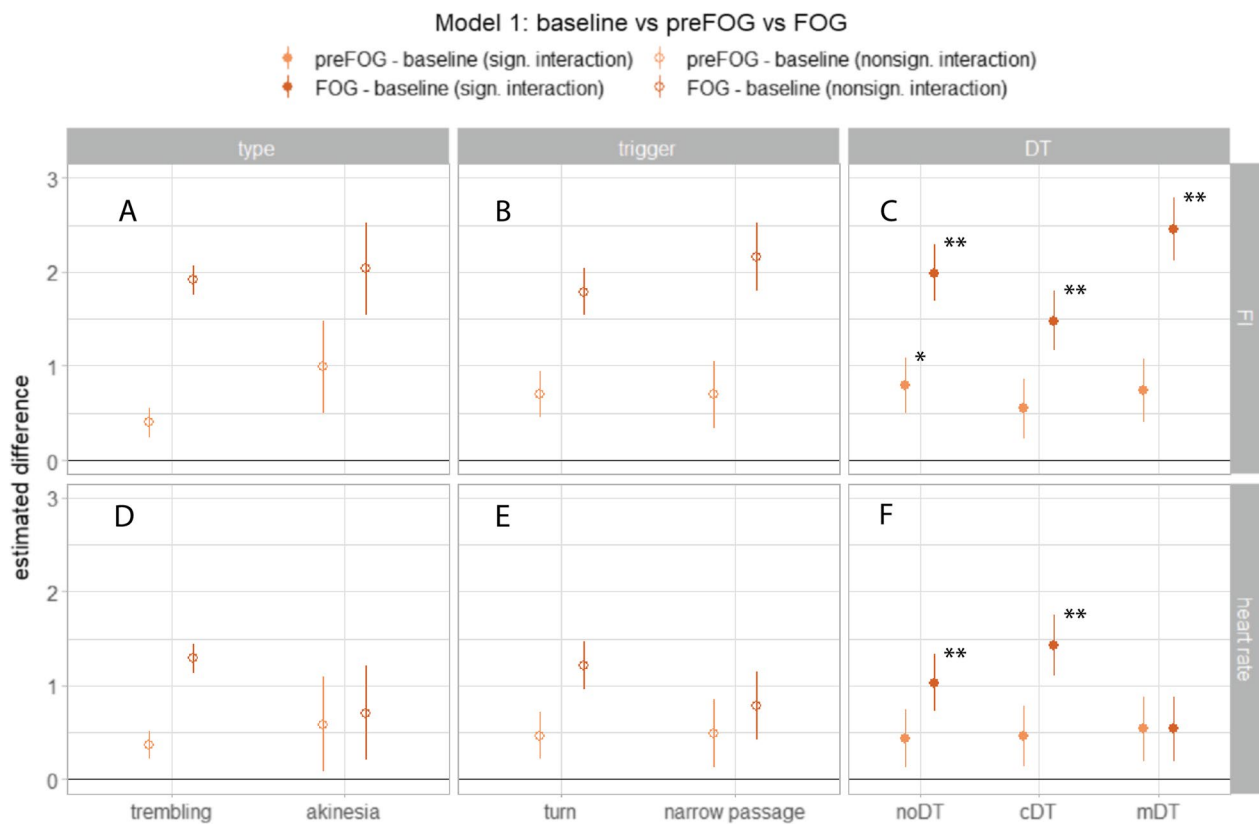 Model 1: baseline vs preFOG vs FOG
preFOG - baseline (sign. interaction) preFOG - baseline (nonsign. interaction)
FOG - baseline (sign. interaction) FOG - baseline (nonsign. interaction)
type trigger DT
estimated difference
3
2
1
0
A B C
**
**
**
*
FI
3
2
1
0
D E F
**
**
heart rate
trembling akinesia turn narrow passage noDT cDT mDT